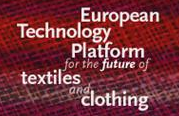 European
Technology
Platform
for the future of
textiles
and
clothing